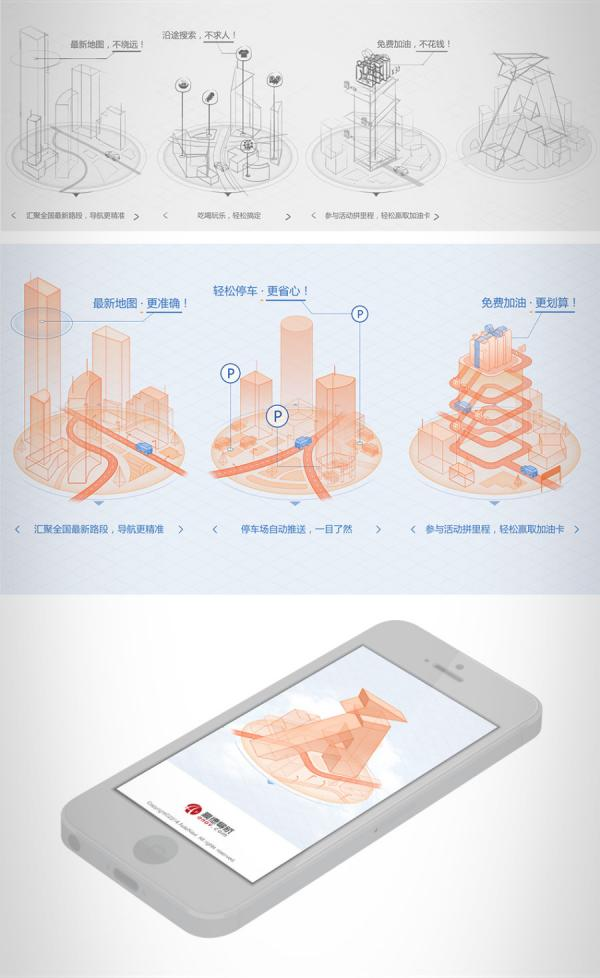 最新地图，不绕远！
沿途搜索，不求人！
免费加油，不花钱！
汇聚全国最新路段，导航更精准
吃喝玩乐，轻松搞定
参与活动拼里程，轻松赢取加油卡
最新地图 · 更准确！
轻松停车 · 更省心！
免费加油 · 更划算！
P
P
P
汇聚全国最新路段，导航更精准
停车场自动推送，一目了然
参与活动拼里程，轻松赢取加油卡
高德导航
anav.com
AutoNavi. All rights reserved.